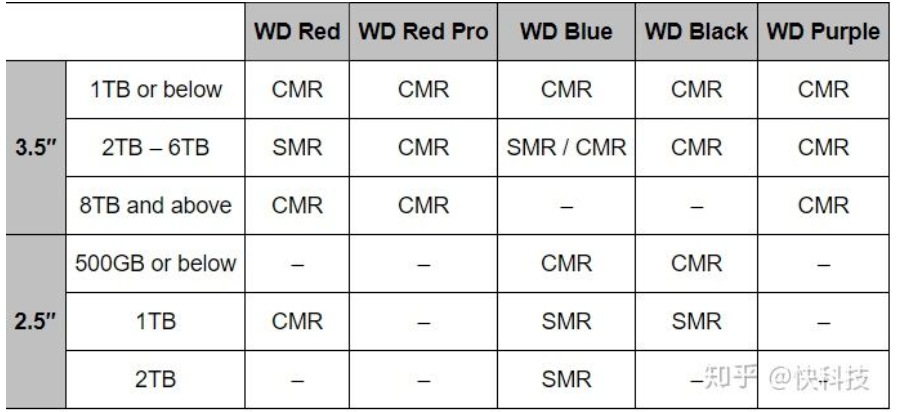 WD Red WD Red Pro WD Blue WD Black WD Purple
3.5″ 1TB or below CMR CMR CMR CMR CMR
2TB – 6TB SMR CMR SMR / CMR CMR CMR
8TB and above CMR CMR – – CMR
2.5″ 500GB or below – – CMR CMR –
1TB CMR – SMR SMR –
2TB – – SMR – –
知乎 @快科技